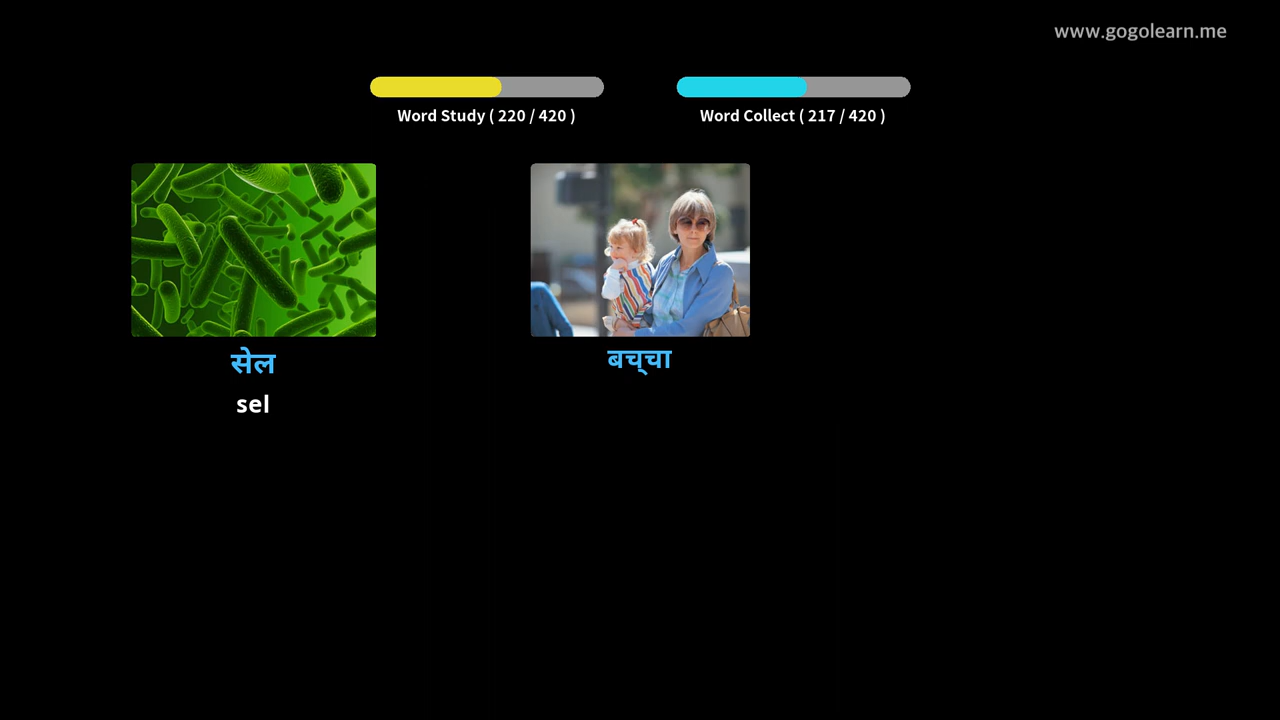 www.gogolearn.me
Word Study ( 220 / 420 )
Word Collect ( 217 / 420 )
सेल
sel
बच्‌चा